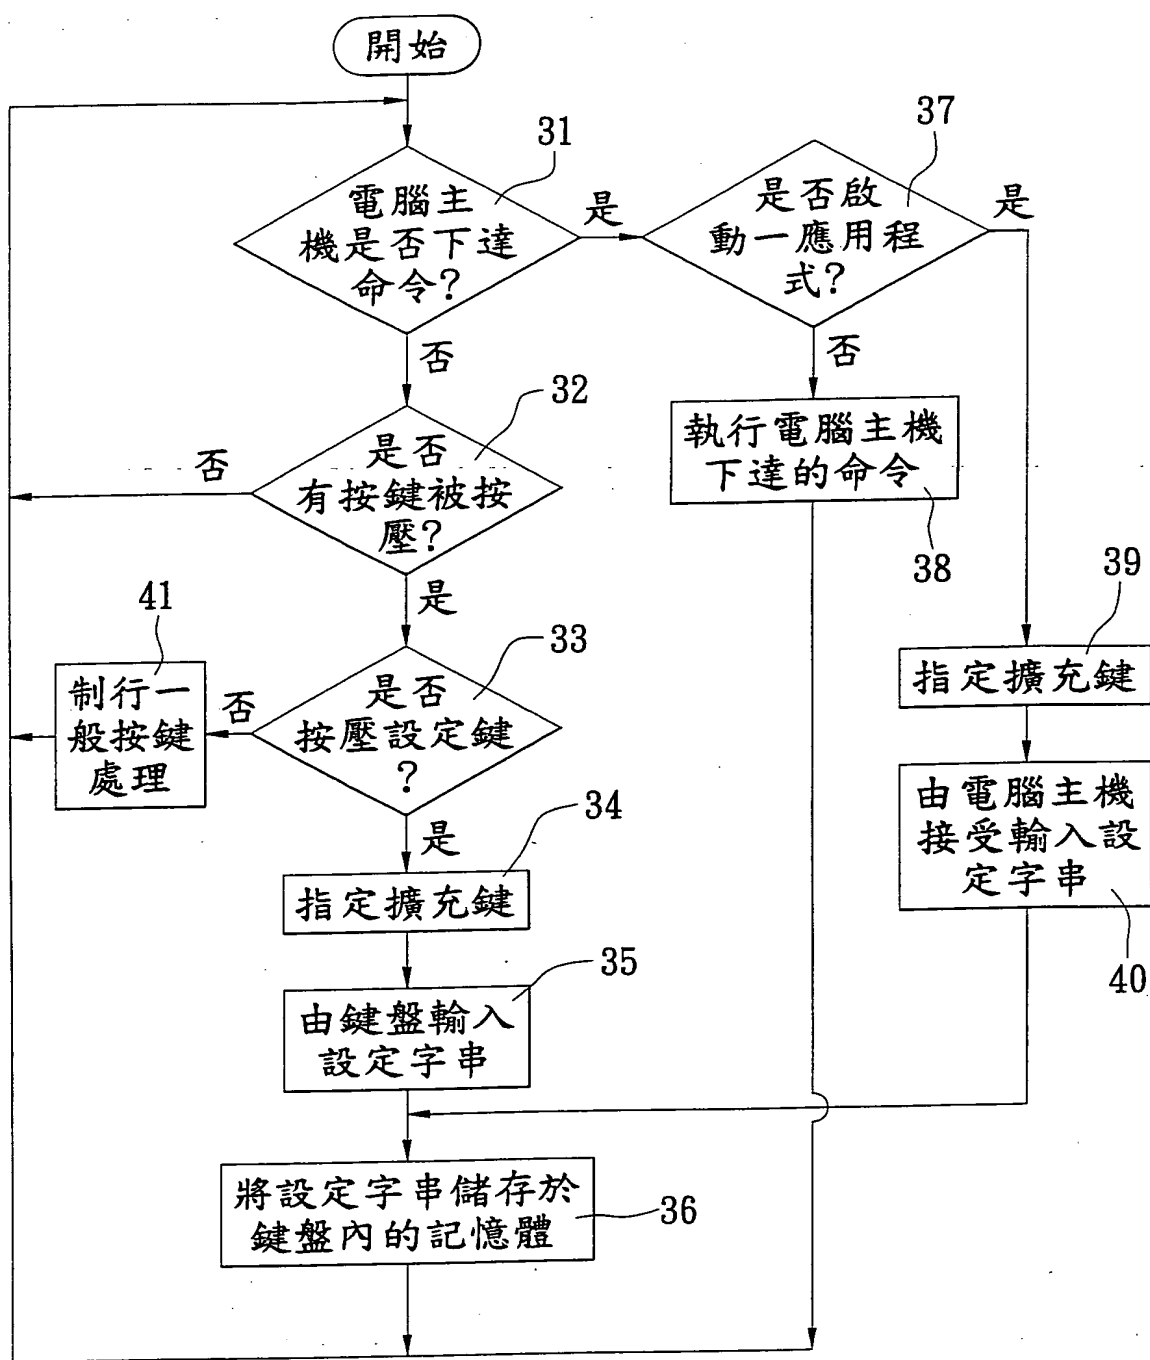 開始
31
電腦主
機是否下達
命令?
是
37
是否啟
動一應用程
式?
是
否
否
32
是否
有按鍵被按
壓?
否
執行電腦主機
下達的命令
38
是
41
制行一
般按鍵
處理
否
33
是否
按壓設定鍵
?
39
指定擴充鍵
是
34
指定擴充鍵
由電腦主機
接受輸入設
定字串
40
35
由鍵盤輸入
設定字串
將設定字串儲存於
鍵盤內的記憶體
36